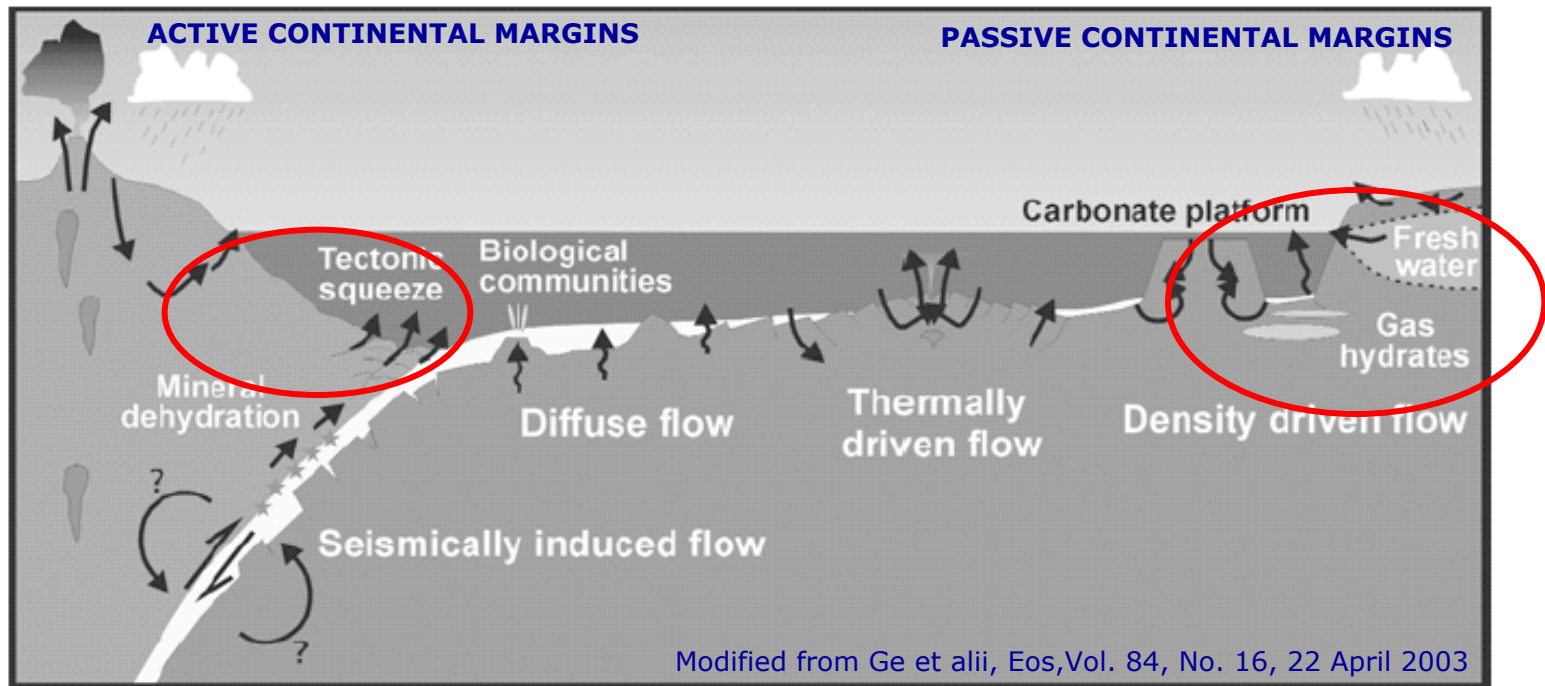 ACTIVE CONTINENTAL MARGINS
PASSIVE CONTINENTAL MARGINS
Carbonate platform
Tectonic
squeeze
Biological
communities
Fresh
water
Gas
hydrates
Mineral
dehydration
Diffuse flow
Thermally
driven flow
Density driven flow
?
Seismically induced flow
?
Modified from Ge et alii, Eos,Vol. 84, No. 16, 22 April 2003